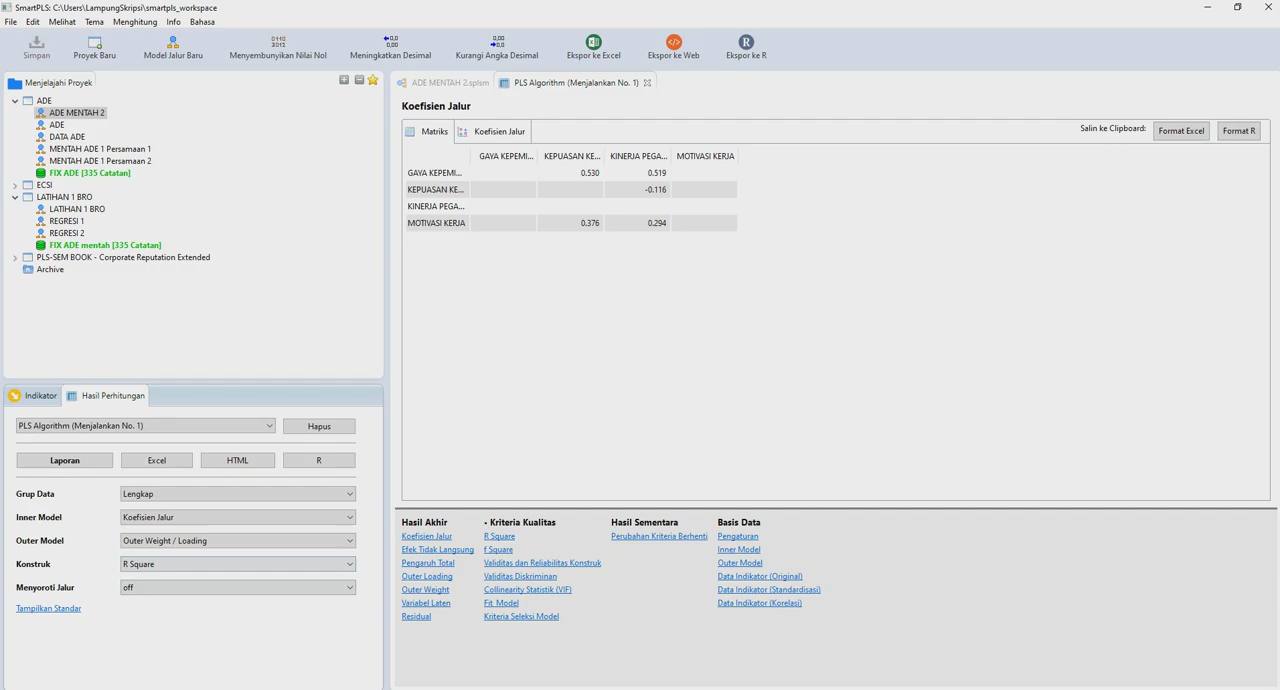 SmartPLS: C:\Users\LampungSkripsi\smartpls_workspace
File Edit Melihat Tema Menghitung Info Bahasa
Simpan Proyek Baru Model Jalur Baru Menyembunyikan Nilai Nol Meningkatkan Desimal Kurangi Angka Desimal Ekspor ke Excel Ekspor ke Web Ekspor ke R
Menjelajahi Proyek
ADE
ADE MENTAH 2
ADE
DATA ADE
MENTAH ADE 1 Persamaan 1
MENTAH ADE 1 Persamaan 2
FIX ADE [335 Catatan]
ECSI
LATIHAN 1 BRO
LATIHAN 1 BRO
REGRESI 1
REGRESI 2
FIX ADE mentah [335 Catatan]
PLS-SEM BOOK - Corporate Reputation Extended
Archive
Indikator Hasil Perhitungan
PLS Algorithm (Menjalankan No. 1) Hapus
Laporan Excel HTML R
Grup Data Lengkap
Inner Model Koefisien Jalur
Outer Model Outer Weight / Loading
Konstruk R Square
Menyoroti Jalur off
Tampilkan Standar
ADE MENTAH 2.splsm PLS Algorithm (Menjalankan No. 1)
Koefisien Jalur
Matriks Koefisien Jalur Salin ke Clipboard: Format Excel Format R
GAYA KEPEMI... KEPUASAN KE... KINERJA PEGA... MOTIVASI KERJA
GAYA KEPEMI... 0.530 0.519
KEPUASAN KE... -0.116
KINERJA PEGA...
MOTIVASI KERJA 0.376 0.294
Hasil Akhir Kriteria Kualitas Hasil Sementara Basis Data
Koefisien Jalur R Square Perubahan Kriteria Berhenti Pengaturan
Efek Tidak Langsung f Square Inner Model
Pengaruh Total Validitas dan Reliabilitas Konstruk Outer Model
Outer Loading Validitas Diskriminan Data Indikator (Original)
Outer Weight Collinearity Statistik (VIF) Data Indikator (Standardisasi)
Variabel Laten Fit Model Data Indikator (Korelasi)
Residual Kriteria Seleksi Model